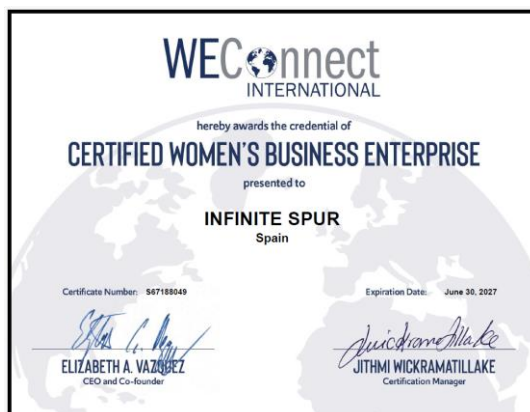 WEConnect
INTERNATIONAL
hereby awards the credential of
CERTIFIED WOMEN'S BUSINESS ENTERPRISE
presented to
INFINITE SPUR
Spain
Certificate Number: S67188049
Expiration Date: June 30, 2027
ELIZABETH A. VAZQUEZ
CEO and Co-founder
JITHMI WICKRAMATILLAKE
Certification Manager